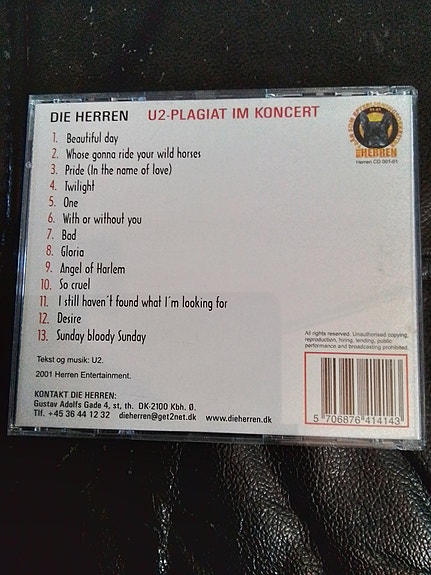 DIE HERREN U2-PLAGIAT IM KONCERT
1. Beautiful day
2. Whose gonna ride your wild horses
3. Pride (In the name of love)
4. Twilight
5. One
6. With or without you
7. Bad
8. Gloria
9. Angel of Harlem
10. So cruel
11. I still haven´t found what I´m looking for
12. Desire
13. Sunday bloody Sunday
HERREN
Herren CD 001-01
Tekst og musik: U2.
2001 Herren Entertainment.
KONTAKT DIE HERREN:
Gustav Adolfs Gade 4, st, th. DK-2100 Kbh. Ø.
Tlf. +45 36 44 12 32 dieherren@get2net.dk www.dieherren.dk
All rights reserved. Unauthorised copying,
reproduction, hiring, lending, public
performance and broadcasting prohibited.
5 706876 414143